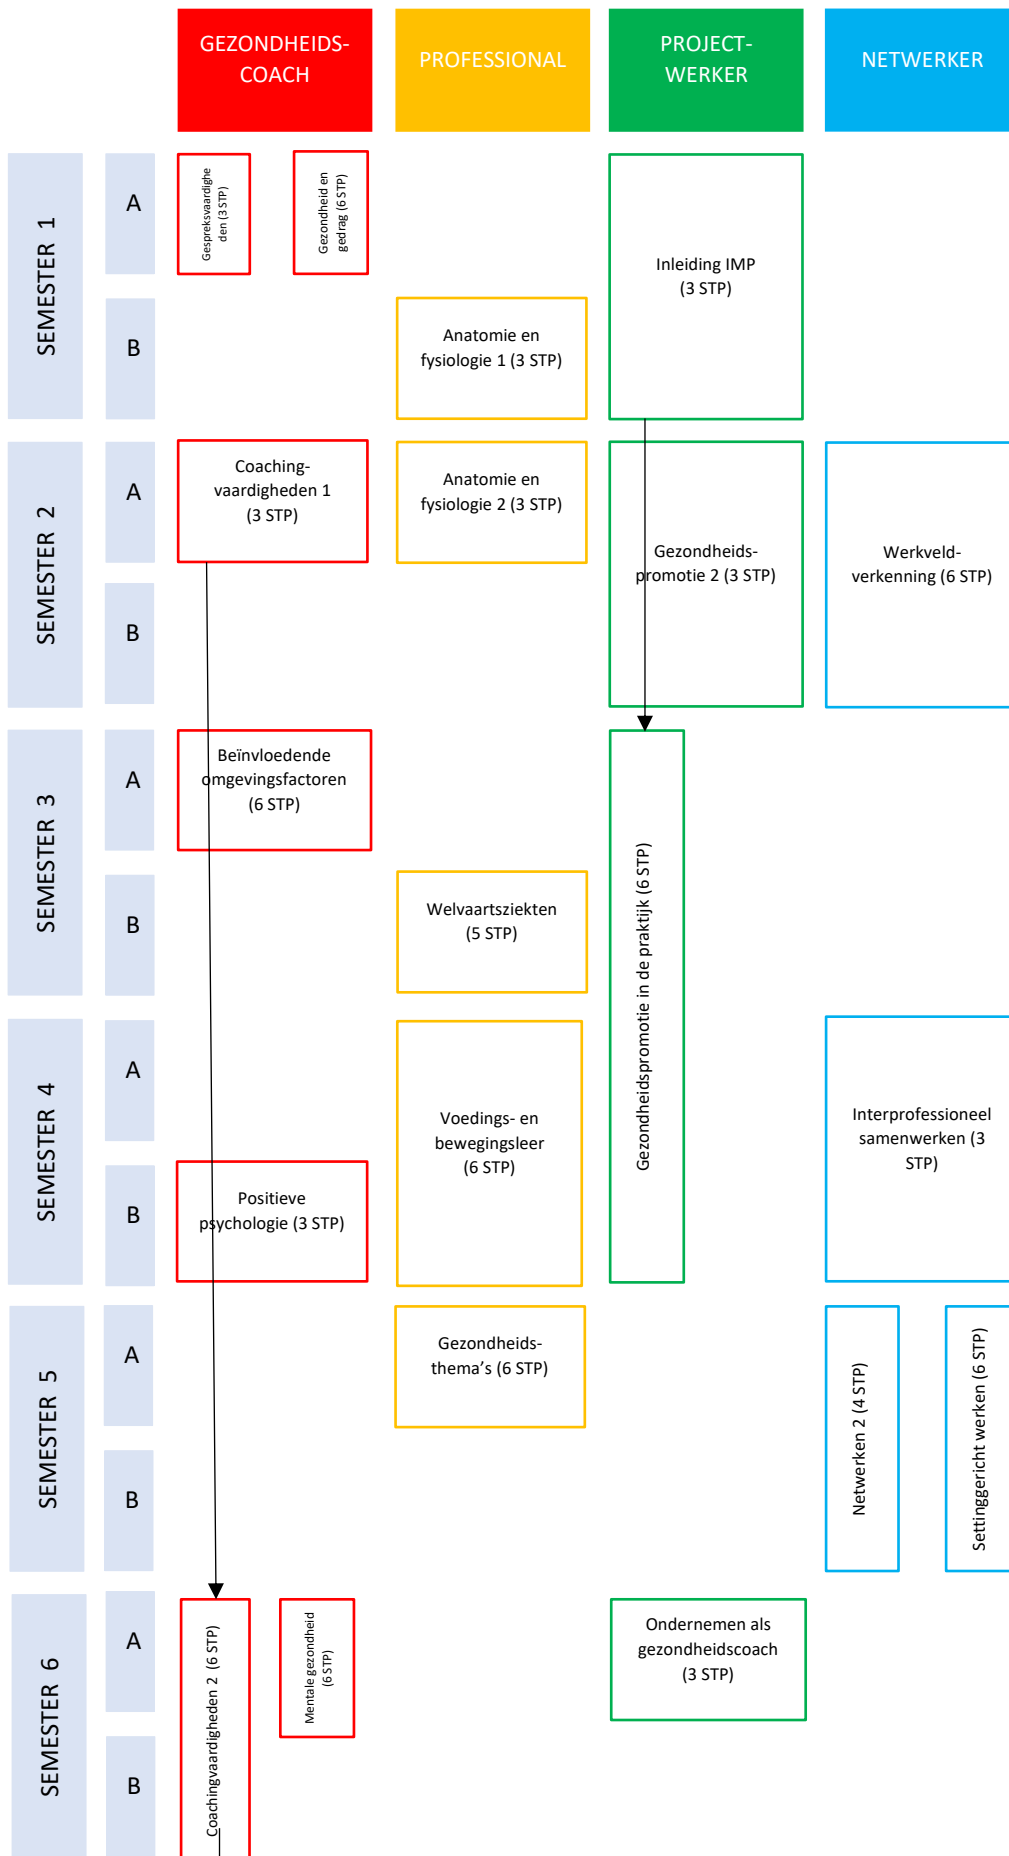 GEZONDHEIDS-
COACH
PROFESSIONAL
PROJECT-
WERKER
NETWERKER
SEMESTER 1
A
Gespreksvaardighe
den (3 STP)
Gezondheid en
gedrag (6 STP)
Inleiding IMP
(3 STP)
B
Anatomie en
fysiologie 1 (3 STP)
SEMESTER 2
A
Coaching-
vaardigheden 1
(3 STP)
Anatomie en
fysiologie 2 (3 STP)
Gezondheids-
promotie 2 (3 STP)
Werkveld-
verkenning (6 STP)
B
SEMESTER 3
A
Beïnvloedende
omgevingsfactoren
(6 STP)
Gezondheidspromotie in de praktijk (6 STP)
B
Welvaartsziekten
(5 STP)
SEMESTER 4
A
Voedings- en
bewegingsleer
(6 STP)
Interprofessioneel
samenwerken (3
STP)
B
Positieve
psychologie (3 STP)
SEMESTER 5
A
Gezondheids-
thema’s (6 STP)
Netwerken 2 (4 STP)
Settinggericht werken (6 STP)
B
SEMESTER 6
A
Coachingvaardigheden 2 (6 STP)
Mentale gezondheid
(6 STP)
Ondernemen als
gezondheidscoach
(3 STP)
B